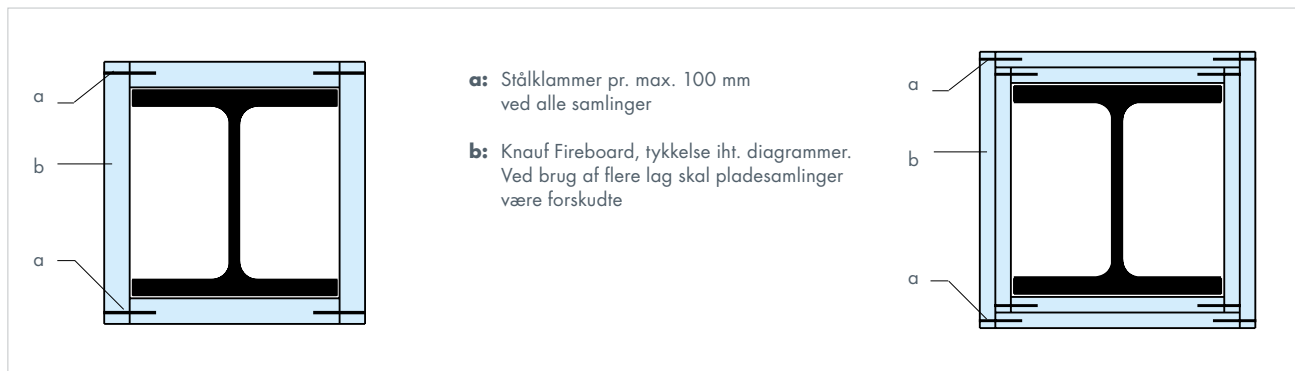 a
b
a
a: Stålklammer pr. max. 100 mm
ved alle samlinger
b: Knauf Fireboard, tykkelse iht. diagrammer.
Ved brug af flere lag skal pladesamlinger
være forskudte
a
b
a